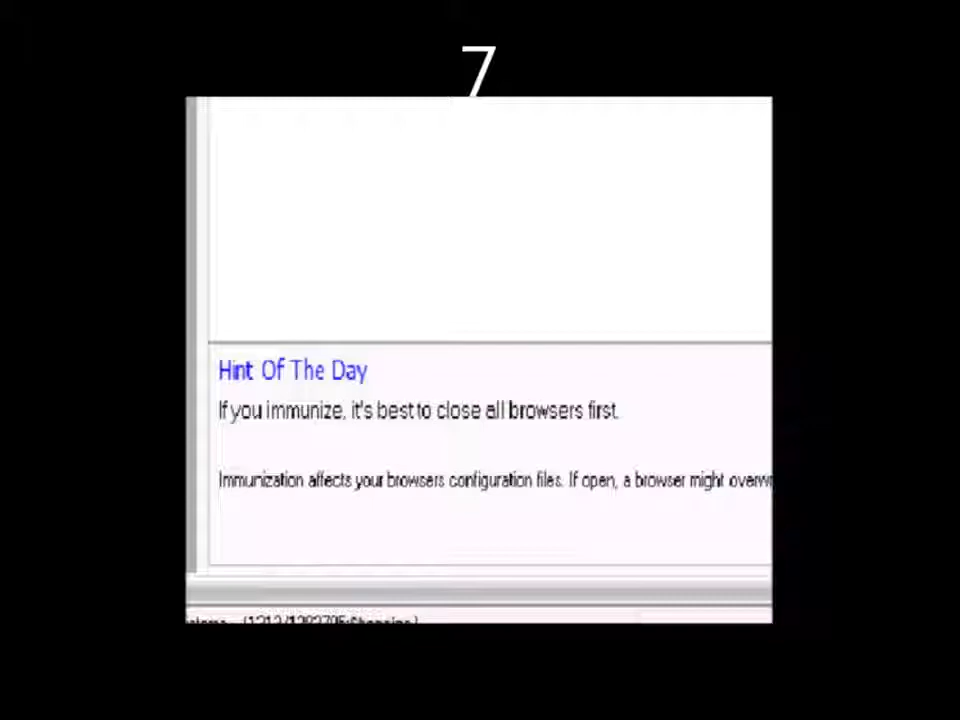 7
Hint Of The Day
If you immunize, it's best to close all browsers first.
Immunization affects your browsers configuration files. If open, a browser might